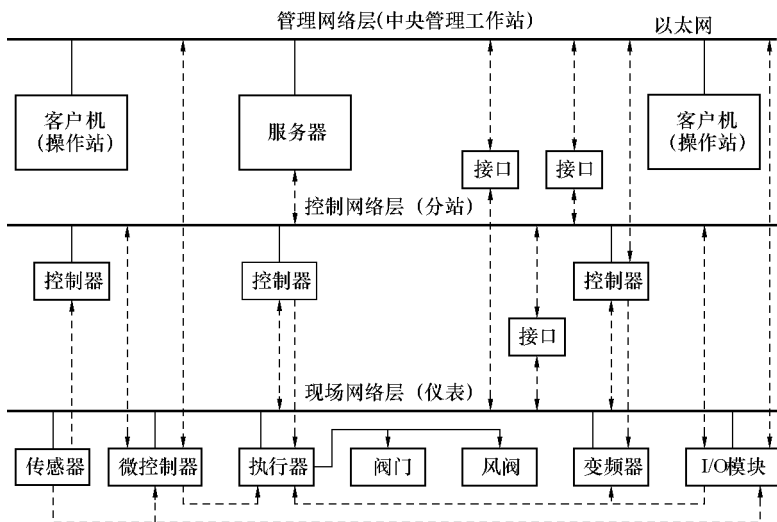 管理网络层(中央管理工作站)
以太网
客户机
(操作站)
服务器
客户机
(操作站)
接口
接口
控制网络层 (分站)
控制器
控制器
控制器
接口
现场网络层 (仪表)
传感器
微控制器
执行器
阀门
风阀
变频器
I/O模块